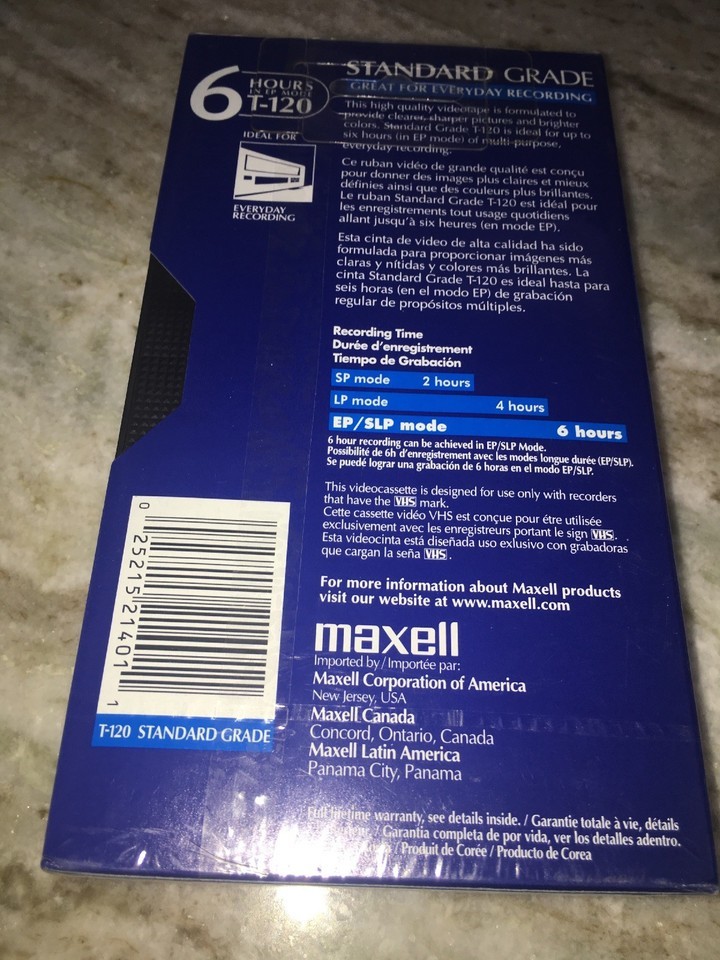 6 HOURS
IN EP MODE
T-120
IDEAL FOR
EVERYDAY
RECORDING
STANDARD GRADE
GREAT FOR EVERYDAY RECORDING
This high quality videotape is formulated to
provide clearer, sharper pictures and brighter
colors. Standard Grade T-120 is ideal for up to
six hours (in EP mode) of multi-purpose,
everyday recording.
Ce ruban vidéo de grande qualité est conçu
pour donner des images plus claires et mieux
définies ainsi que des couleurs plus brillantes.
Le ruban Standard Grade T-120 est idéal pour
les enregistrements tout usage quotidiens
allant jusqu'à six heures (en mode EP).
Esta cinta de video de alta calidad ha sido
formulada para proporcionar imágenes más
claras y nítidas y colores más brillantes. La
cinta Standard Grade T-120 es ideal hasta para
seis horas (en el modo EP) de grabación
regular de propósitos múltiples.
Recording Time
Durée d'enregistrement
Tiempo de Grabación
SP mode 2 hours
LP mode 4 hours
EP/SLP mode 6 hours
6 hour recording can be achieved in EP/SLP Mode.
Possibilité de 6h d'enregistrement avec les modes longue durée (EP/SLP).
Se puedé lograr una grabación de 6 horas en el modo EP/SLP.
This videocassette is designed for use only with recorders
that have the VHS mark.
Cette cassette vidéo VHS est conçue pour étre utilisée
exclusivement avec les enregistreurs portant le sign VHS.
Esta videocinta está diseñada uso exlusivo con grabadoras
que cargan la seña VHS.
For more information about Maxell products
visit our website at www.maxell.com
maxell
Imported by / Importée par:
Maxell Corporation of America
New Jersey, USA
Maxell Canada
Concord, Ontario, Canada
Maxell Latin America
Panama City, Panama
Full lifetime warranty, see details inside. / Garantie totale à vie, détails
/ Garantía completa de por vida, ver los detalles adentro.
/ Produit de Corée / Producto de Corea
0 25215 21401 1
T-120 STANDARD GRADE